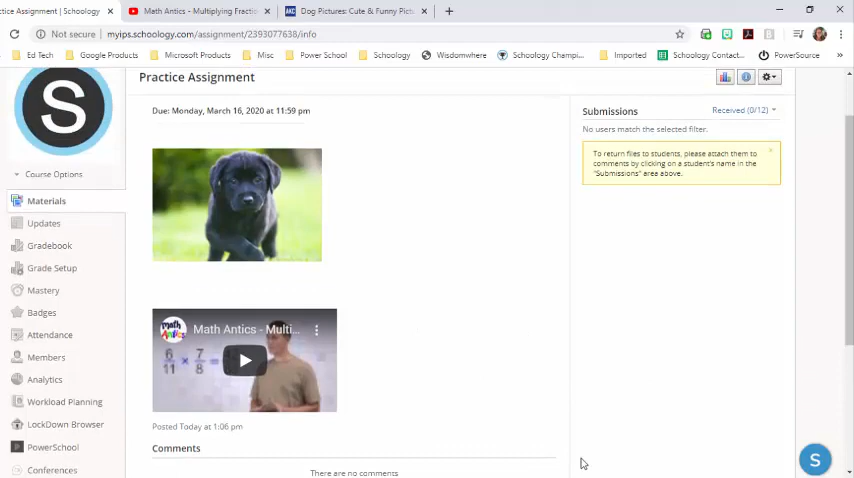 ctice Assignment | Schoology
Math Antics - Multiplying Fractio
AKC
Dog Pictures: Cute & Funny Pict
Not secure | myips.schoology.com/assignment/2393077638/info
Ed Tech
Google Products
Microsoft Products
Misc
Power School
Schoology
Wisdomwhere
Schoology Champi...
Imported
Schoology Contact...
PowerSource
»
S
Practice Assignment
Course Options
Materials
Updates
Gradebook
Grade Setup
Mastery
Badges
Attendance
Members
Analytics
Workload Planning
LockDown Browser
PowerSchool
Conferences
Due: Monday, March 16, 2020 at 11:59 pm
math Antics
Math Antics - Multi...
6/11 × 7/8 =
Posted Today at 1:06 pm
Comments
There are no comments
Submissions
Received (0/12)
No users match the selected filter.
To return files to students, please attach them to
comments by clicking on a student's name in the
"Submissions" area above.
S